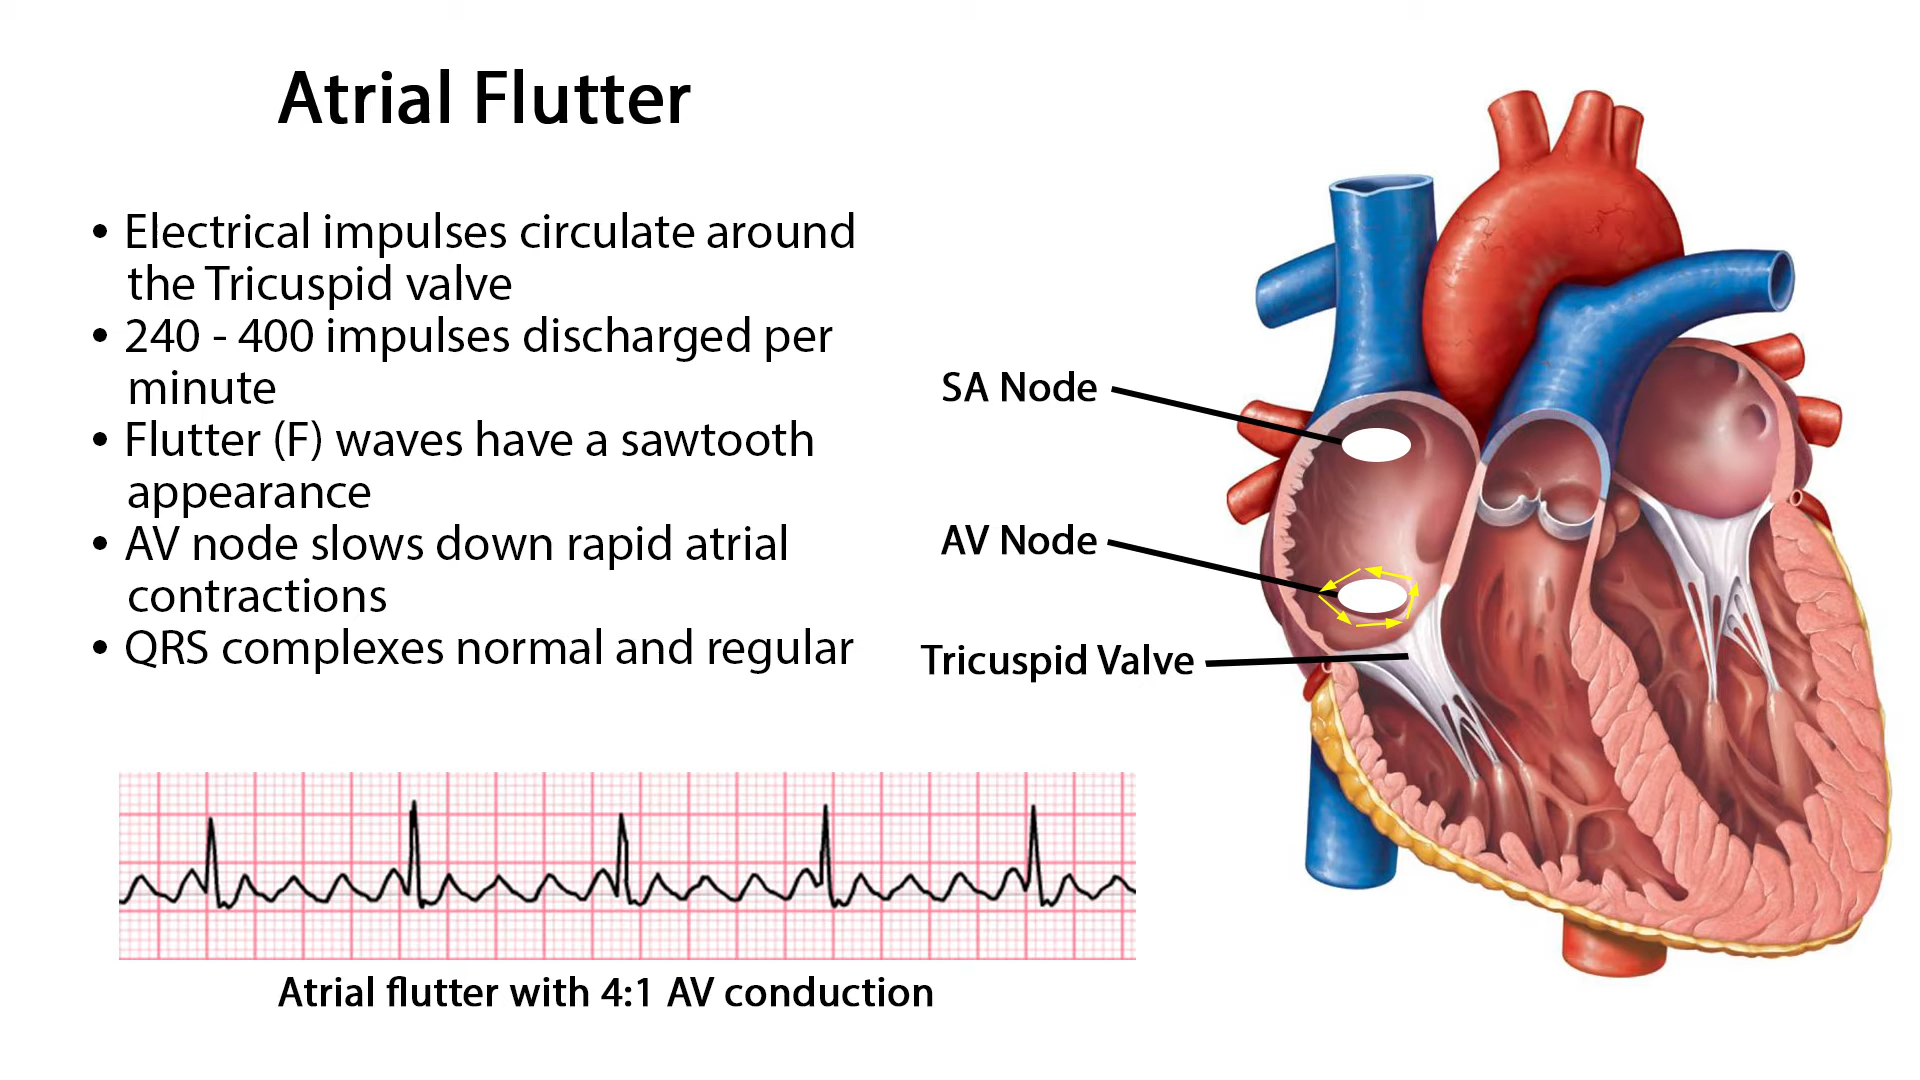 Atrial Flutter
• Electrical impulses circulate around
the Tricuspid valve
• 240 - 400 impulses discharged per
minute
• Flutter (F) waves have a sawtooth
appearance
• AV node slows down rapid atrial
contractions
• QRS complexes normal and regular
SA Node
AV Node
Tricuspid Valve
Atrial flutter with 4:1 AV conduction